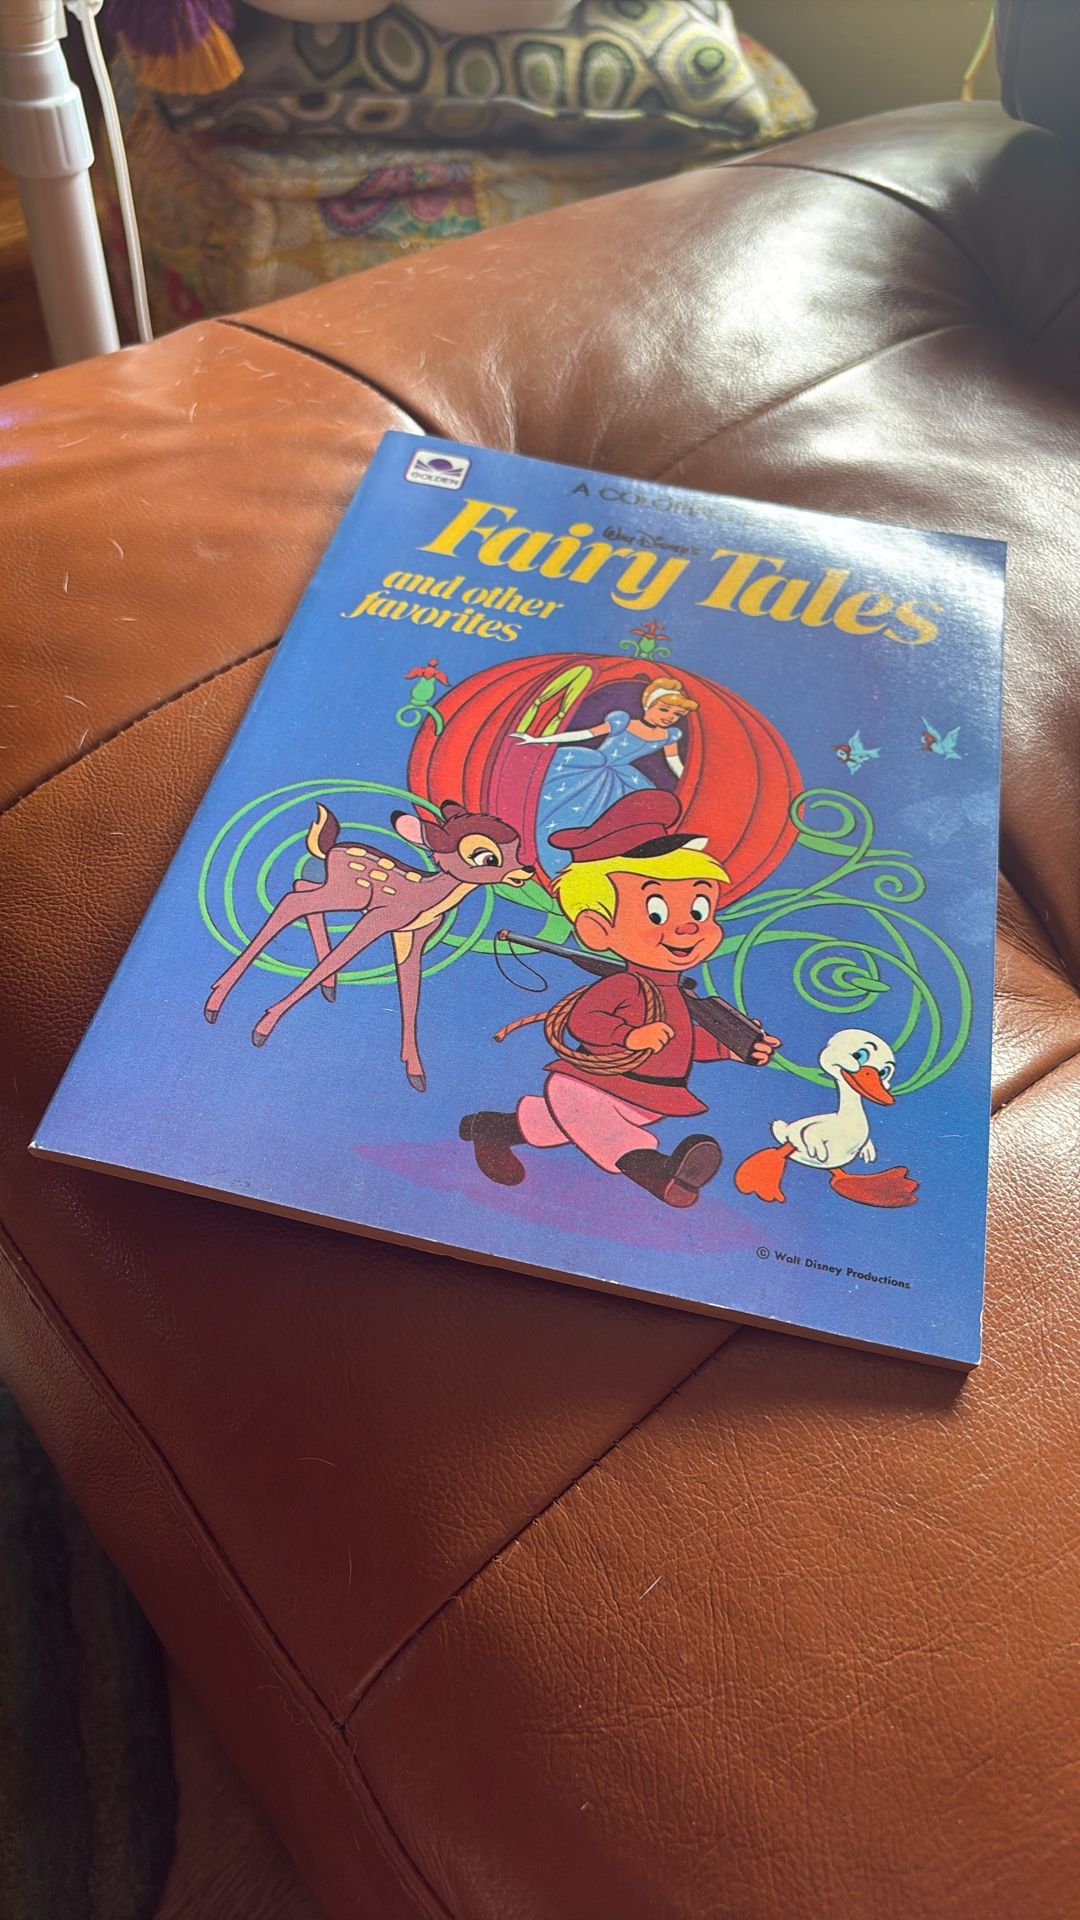 GOLDEN
A COLORING
Walt Disney's
Fairy Tales
and other
favorites
© Walt Disney Productions